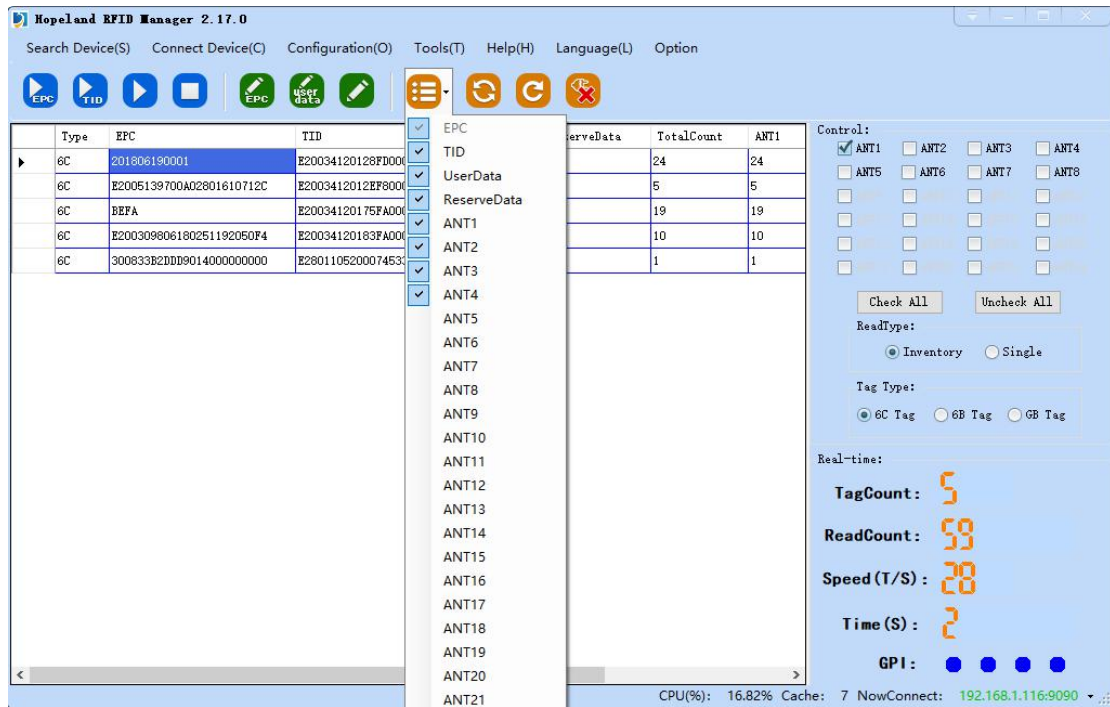 Hopeland RFID Manager 2.17.0
Search Device(S) Connect Device(C) Configuration(O) Tools(T) Help(H) Language(L) Option
EPC TID EPC user data
Type EPC TID erveData TotalCount ANT1
6C 201806190001 E20034120128FD000 24 24
6C E2005139700A02801610712C E2003412012EF8000 5 5
6C BEFA E20034120175FA000 19 19
6C E200309806180251192050F4 E20034120183FA000 10 10
6C 300833B2DDD9014000000000 E2801105200074533 1 1
EPC
TID
UserData
ReserveData
ANT1
ANT2
ANT3
ANT4
ANT5
ANT6
ANT7
ANT8
ANT9
ANT10
ANT11
ANT12
ANT13
ANT14
ANT15
ANT16
ANT17
ANT18
ANT19
ANT20
ANT21
Control:
ANT1 ANT2 ANT3 ANT4
ANT5 ANT6 ANT7 ANT8
Check All Uncheck All
ReadType:
Inventory Single
Tag Type:
6C Tag 6B Tag GB Tag
Real-time:
TagCount: 5
ReadCount: 59
Speed(T/S): 28
Time(S): 2
GPI:
CPU(%): 16.82% Cache: 7 NowConnect: 192.168.1.116:9090